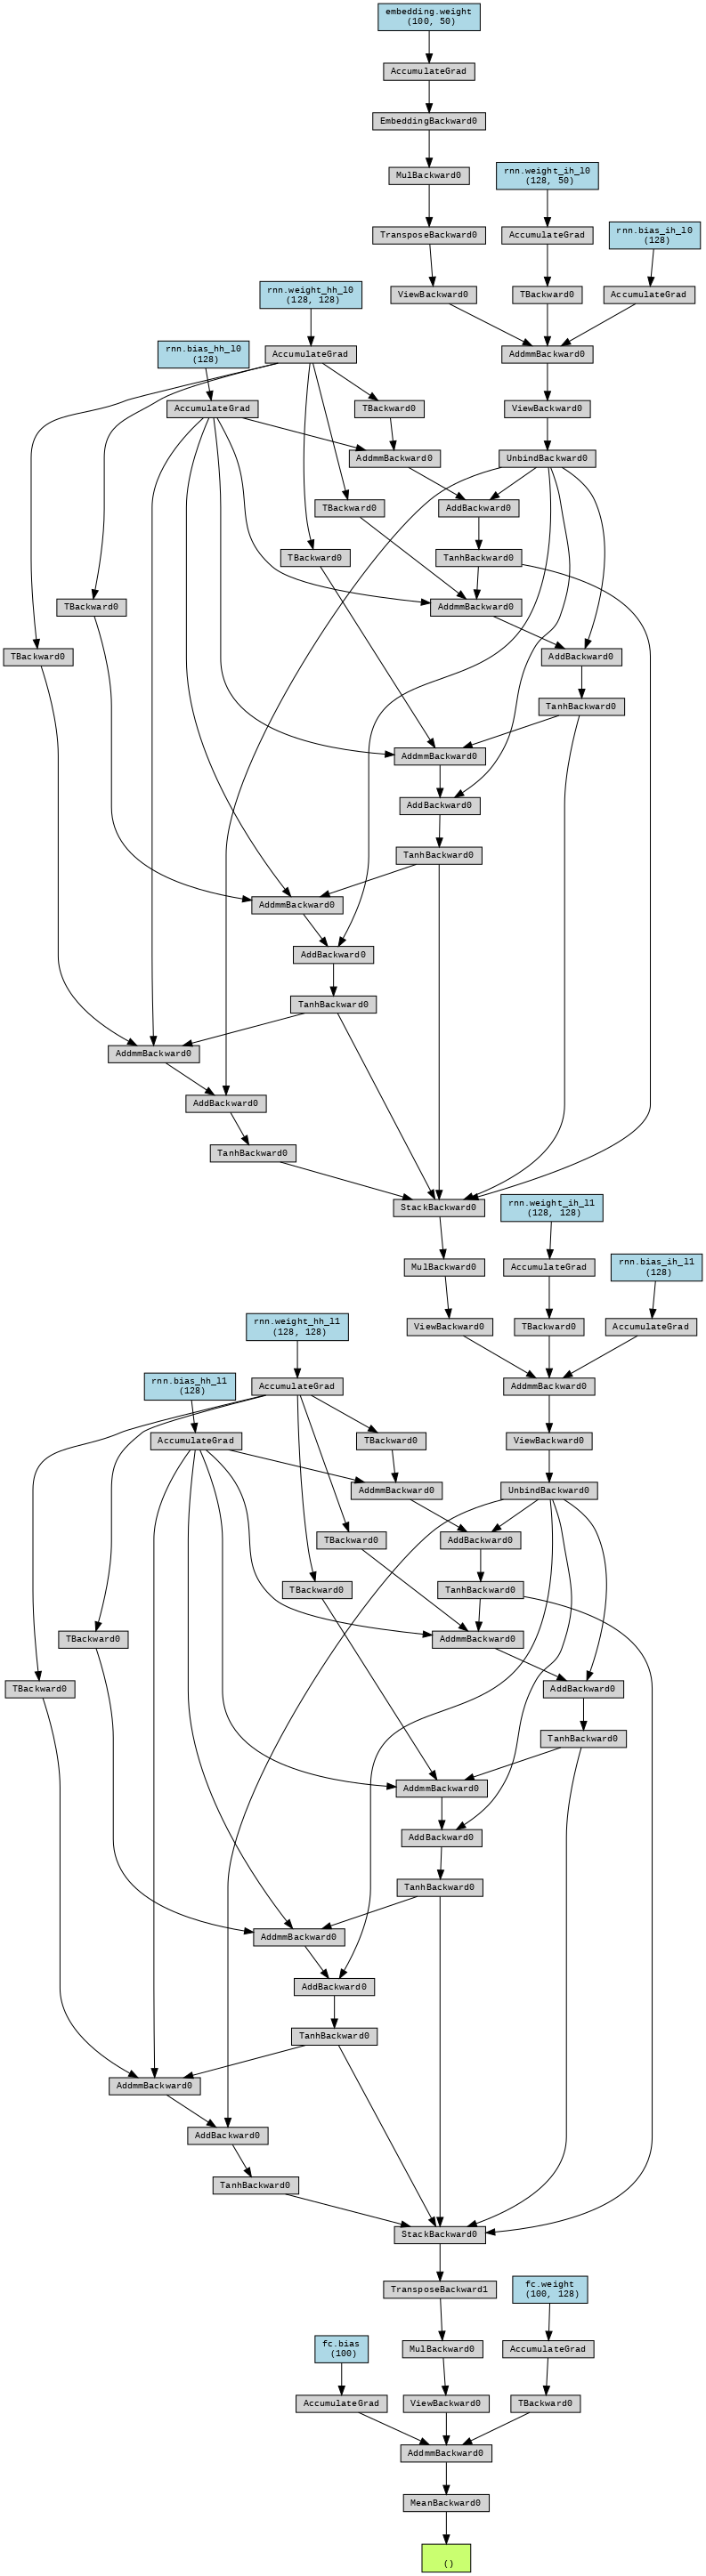 embedding.weight
(100, 50)
AccumulateGrad
EmbeddingBackward0
MulBackward0
rnn.weight_ih_l0
(128, 50)
TransposeBackward0
AccumulateGrad
rnn.bias_ih_l0
(128)
rnn.weight_hh_l0
(128, 128)
ViewBackward0
TBackward0
AccumulateGrad
rnn.bias_hh_l0
(128)
AccumulateGrad
AddmmBackward0
AccumulateGrad
TBackward0
ViewBackward0
AddmmBackward0
UnbindBackward0
TBackward0
AddBackward0
TBackward0
TanhBackward0
TBackward0
AddmmBackward0
TBackward0
AddBackward0
TanhBackward0
AddmmBackward0
AddBackward0
TanhBackward0
AddmmBackward0
AddBackward0
TanhBackward0
AddmmBackward0
AddBackward0
TanhBackward0
StackBackward0
rnn.weight_ih_l1
(128, 128)
MulBackward0
AccumulateGrad
rnn.bias_ih_l1
(128)
rnn.weight_hh_l1
(128, 128)
ViewBackward0
TBackward0
AccumulateGrad
rnn.bias_hh_l1
(128)
AccumulateGrad
AddmmBackward0
AccumulateGrad
TBackward0
ViewBackward0
AddmmBackward0
UnbindBackward0
TBackward0
AddBackward0
TBackward0
TanhBackward0
TBackward0
AddmmBackward0
TBackward0
AddBackward0
TanhBackward0
AddmmBackward0
AddBackward0
TanhBackward0
AddmmBackward0
AddBackward0
TanhBackward0
AddmmBackward0
AddBackward0
TanhBackward0
StackBackward0
TransposeBackward1
fc.weight
(100, 128)
fc.bias
(100)
MulBackward0
AccumulateGrad
AccumulateGrad
ViewBackward0
TBackward0
AddmmBackward0
MeanBackward0
()